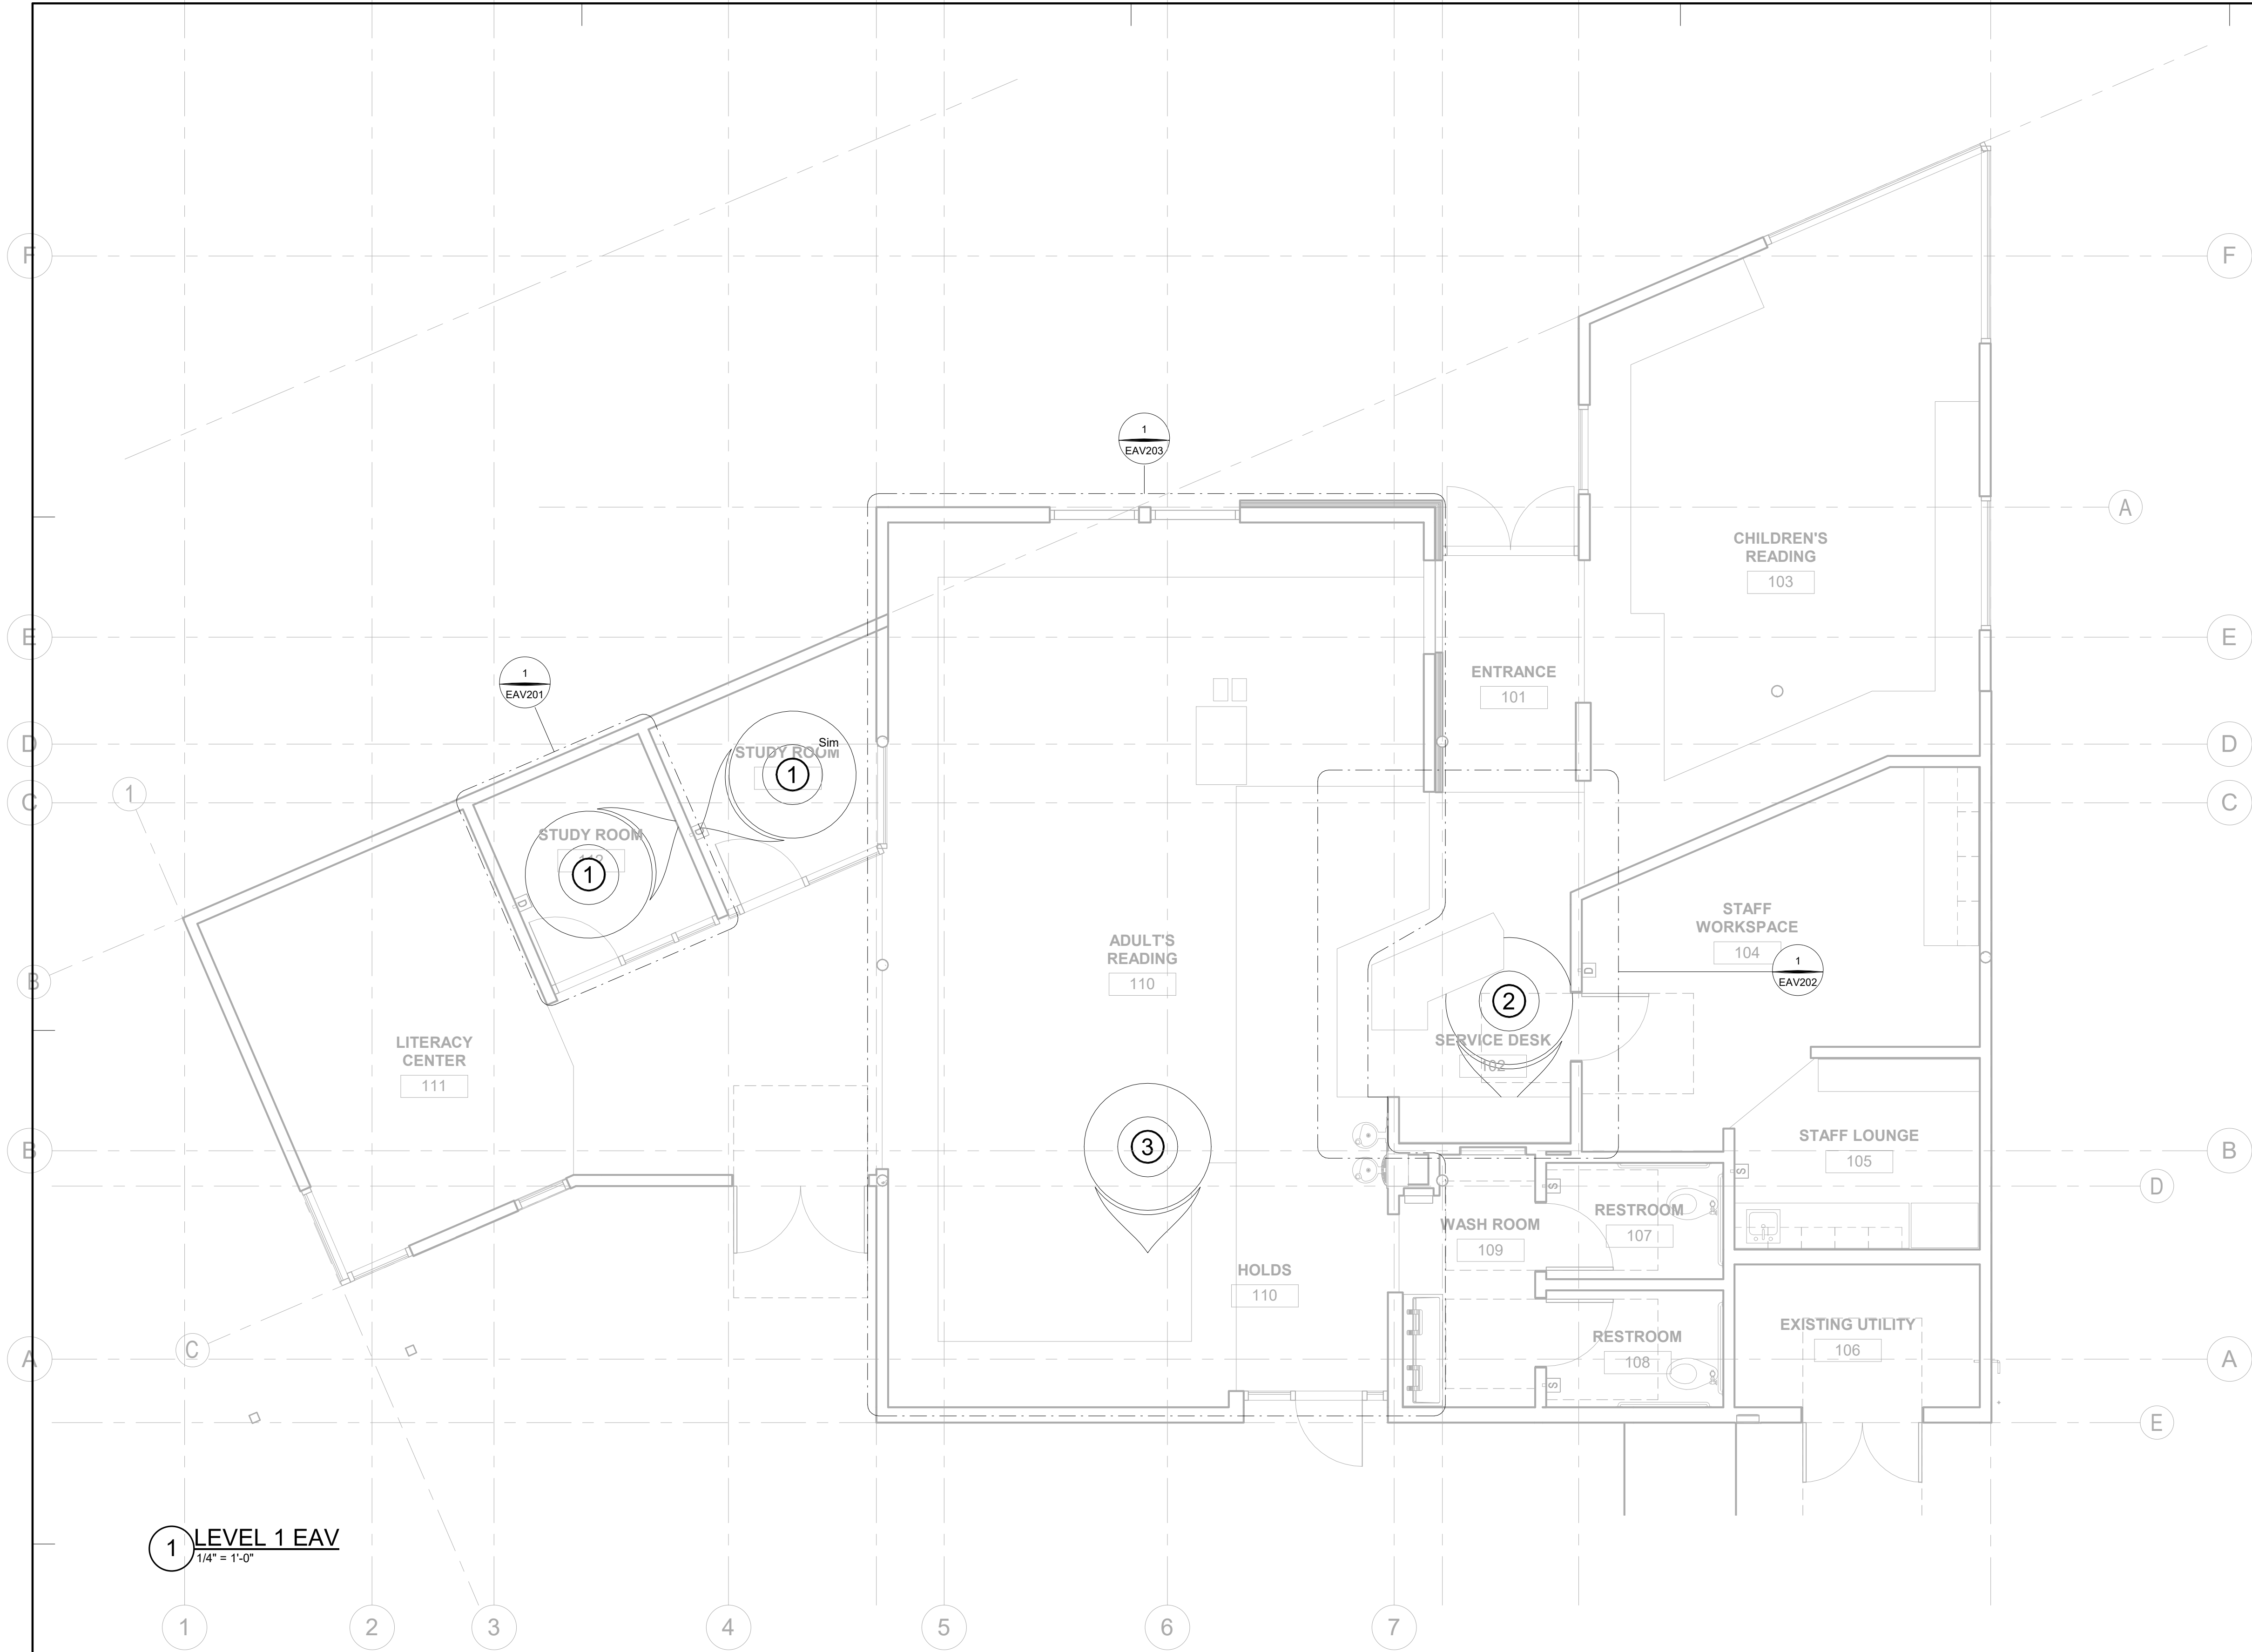 F
F
1
EAV203
A
CHILDREN'S
READING
103
E
E
1
EAV201
ENTRANCE
101
D
D
Sim
STUDY ROOM
1
C
C
1
STUDY ROOM
1
D
D
STAFF
WORKSPACE
104
1
EAV202
ADULT'S
READING
110
D
B
2
SERVICE DESK
102
LITERACY
CENTER
111
3
B
B
STAFF LOUNGE
105
S
S
D
RESTROOM
107
WASH ROOM
109
HOLDS
110
EXISTING UTILITY
106
RESTROOM
108
S
C
A
A
E
1
LEVEL 1 EAV
1/4" = 1'-0"
1
2
3
4
5
6
7